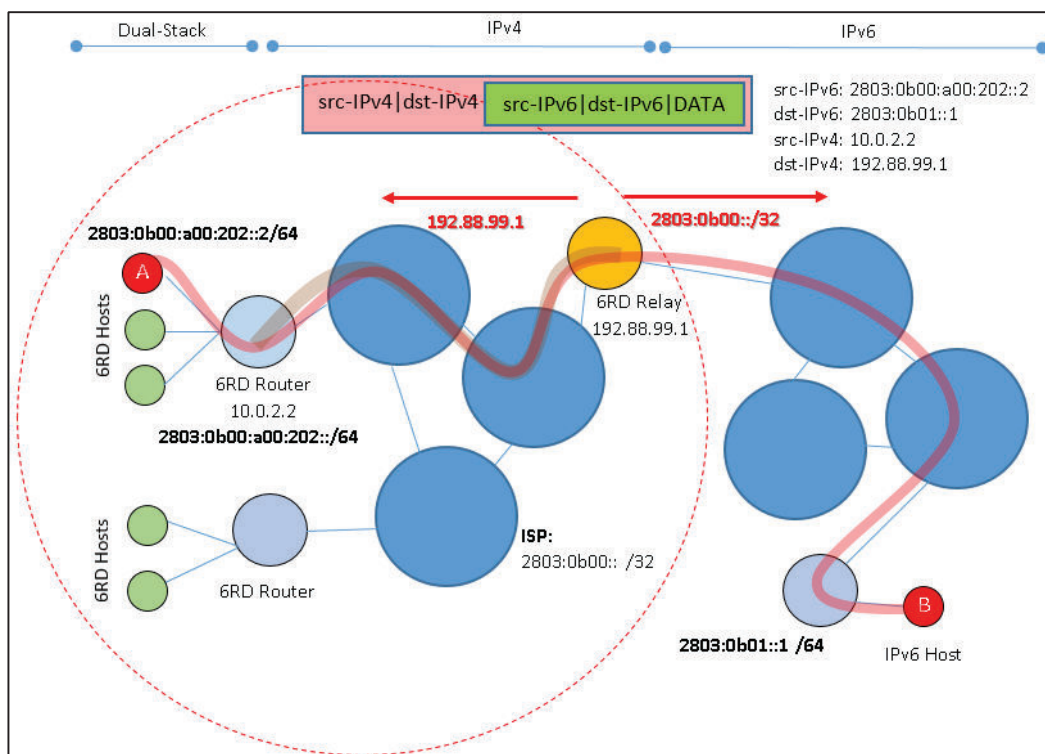 Dual-Stack
IPv4
IPv6
src-IPv4|dst-IPv4
src-IPv6|dst-IPv6|DATA
src-IPv6: 2803:0b00:a00:202::2
dst-IPv6: 2803:0b01::1
src-IPv4: 10.0.2.2
dst-IPv4: 192.88.99.1
192.88.99.1
2803:0b00::/32
2803:0b00:a00:202::2/64
A
6RD Hosts
6RD Router
10.0.2.2
2803:0b00:a00:202::/64
6RD Relay
192.88.99.1
6RD Hosts
6RD Router
ISP:
2803:0b00:: /32
2803:0b01::1 /64
B
IPv6 Host